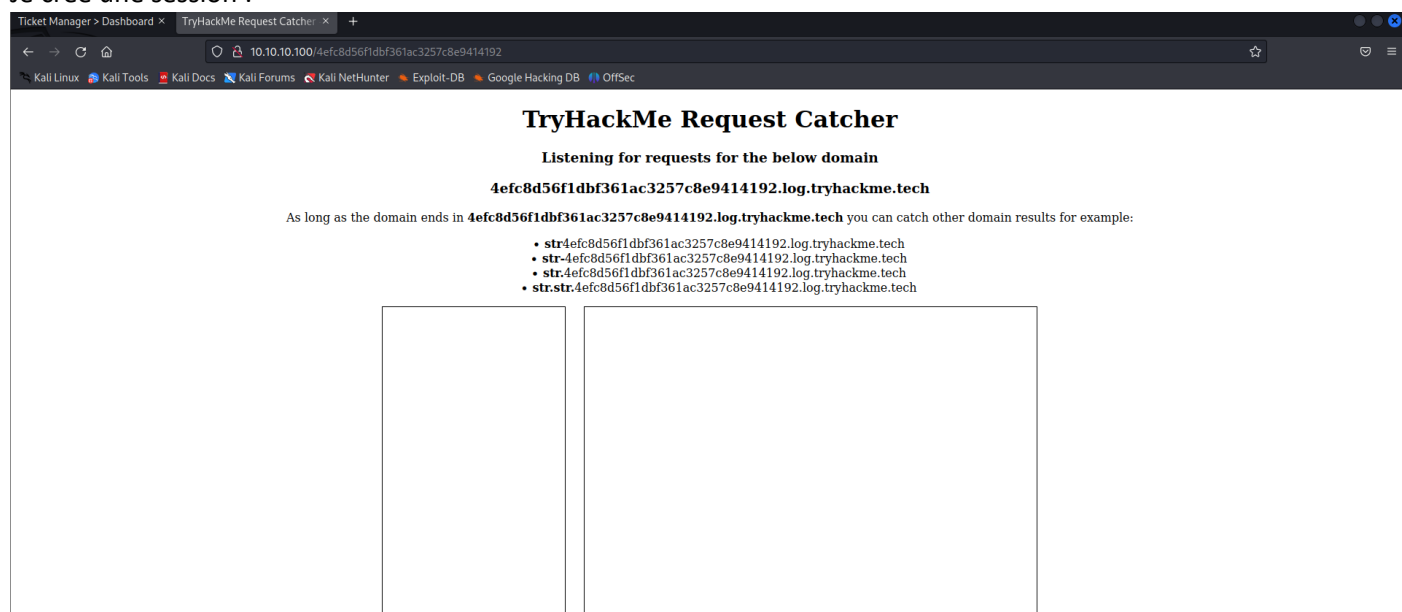 Je crée une session :
Ticket Manager > Dashboard × TryHackMe Request Catcher × +
10.10.10.100/4efc8d56f1dbf361ac3257c8e9414192
Kali Linux Kali Tools Kali Docs Kali Forums Kali NetHunter Exploit-DB Google Hacking DB OffSec
TryHackMe Request Catcher
Listening for requests for the below domain
4efc8d56f1dbf361ac3257c8e9414192.log.tryhackme.tech
As long as the domain ends in 4efc8d56f1dbf361ac3257c8e9414192.log.tryhackme.tech you can catch other domain results for example:
• str4efc8d56f1dbf361ac3257c8e9414192.log.tryhackme.tech
• str-4efc8d56f1dbf361ac3257c8e9414192.log.tryhackme.tech
• str.4efc8d56f1dbf361ac3257c8e9414192.log.tryhackme.tech
• str.str.4efc8d56f1dbf361ac3257c8e9414192.log.tryhackme.tech